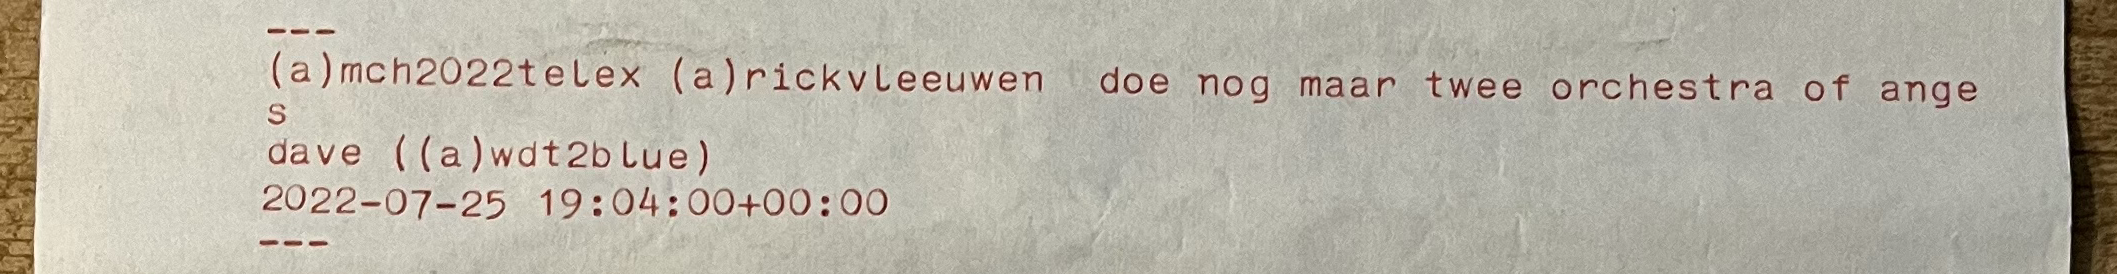 ---
(a)mch2022telex (a)rickvleeuwen  doe nog maar twee orchestra of ange
s
dave ((a)wdt2blue)
2022-07-25 19:04:00+00:00
---